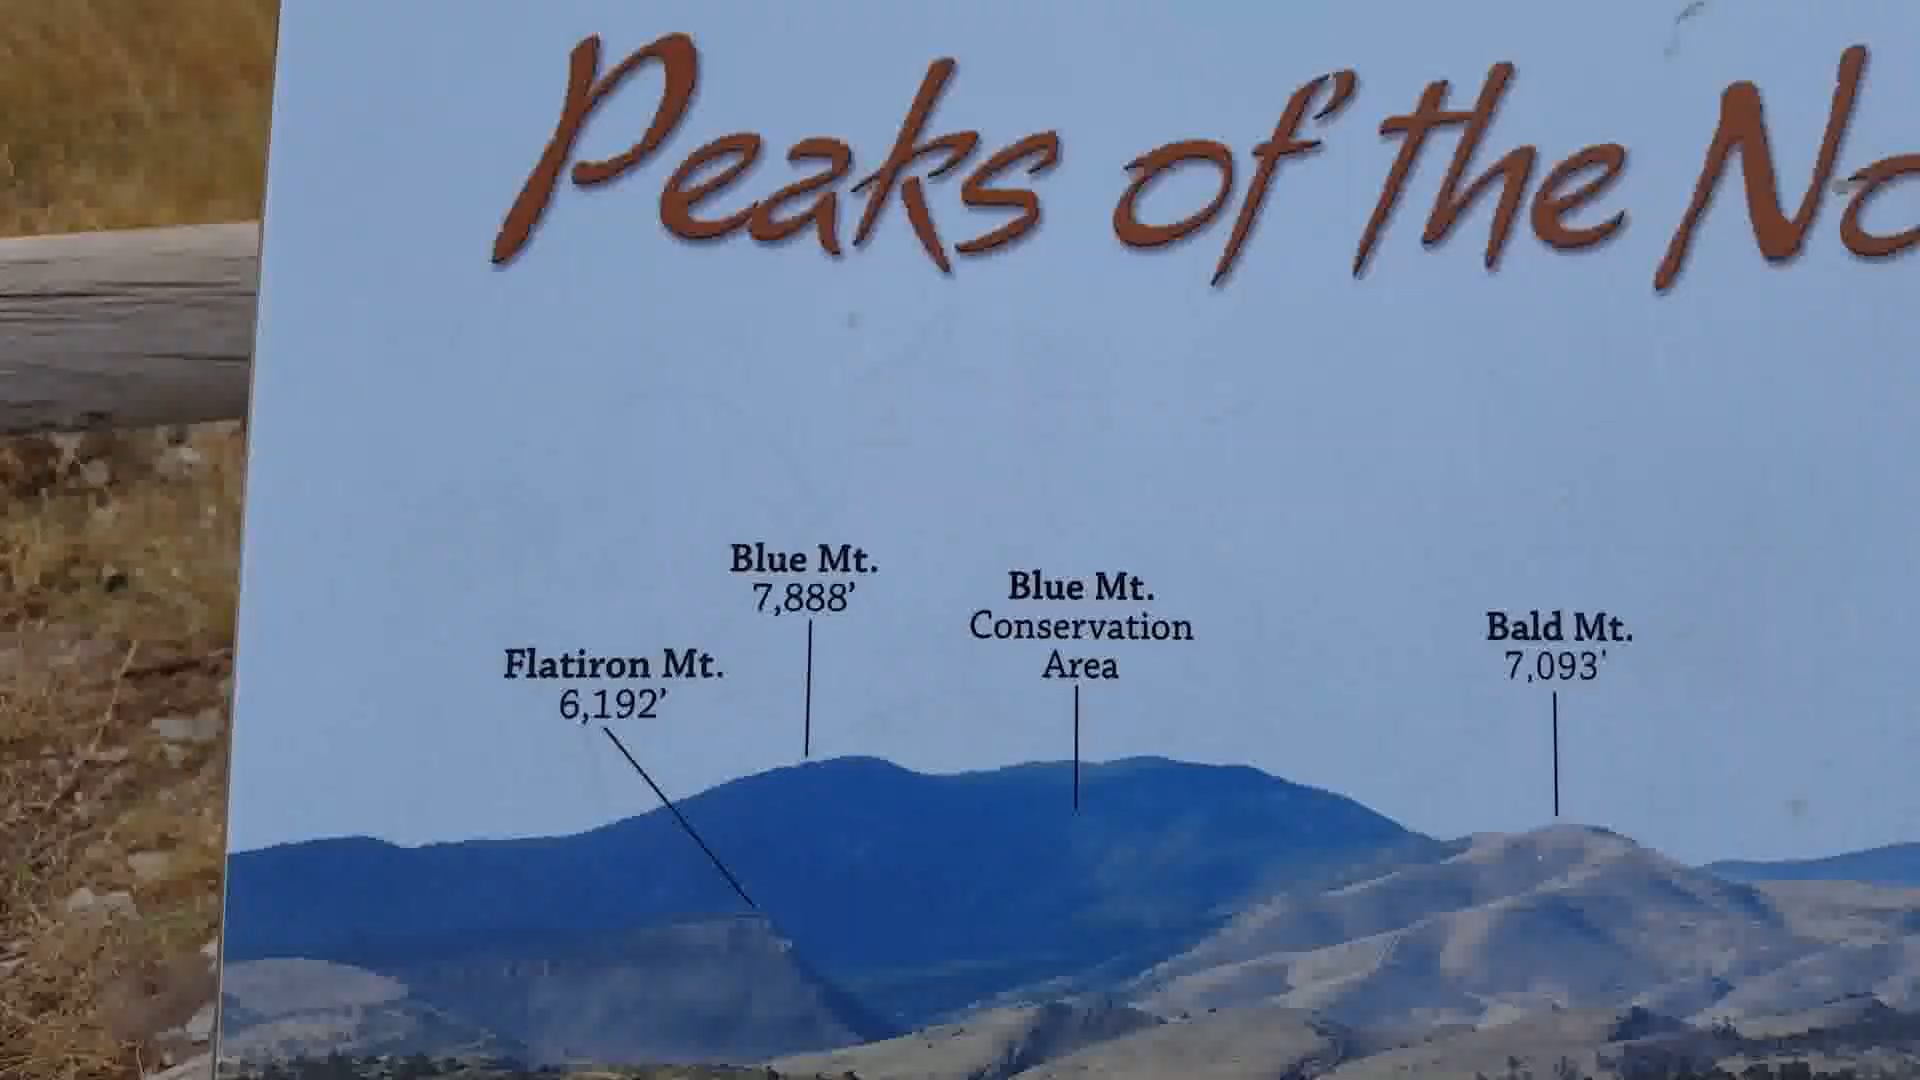 Peaks of the No
Blue Mt.
7,888’
Blue Mt.
Conservation
Area
Bald Mt.
7,093'
Flatiron Mt.
6,192’